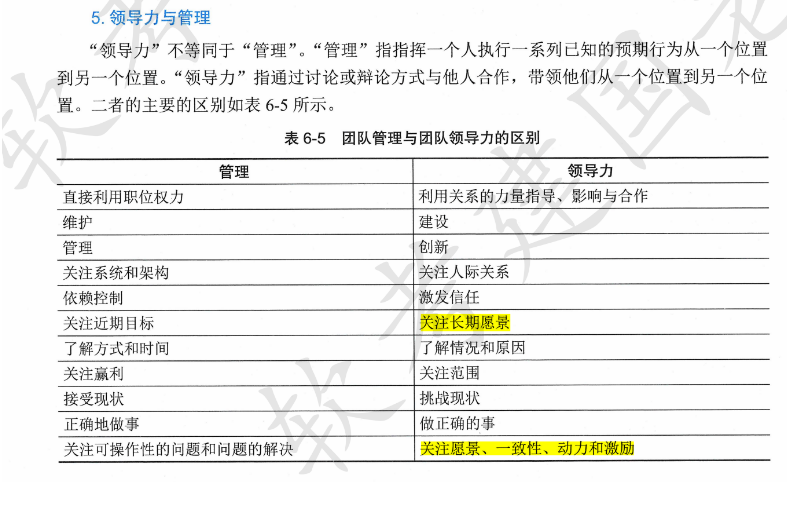 5. 领导力与管理
“领导力”不等同于“管理”。“管理”指指挥一个人执行一系列已知的预期行为从一个位置
到另一个位置。“领导力”指通过讨论或辩论方式与他人合作，带领他们从一个位置到另一个位
置。二者的主要的区别如表 6-5 所示。
表 6-5 团队管理与团队领导力的区别
管理 领导力
直接利用职位权力 利用关系的力量指导、影响与合作
维护 建设
管理 创新
关注系统和架构 关注人际关系
依赖控制 激发信任
关注近期目标 关注长期愿景
了解方式和时间 了解情况和原因
关注赢利 关注范围
接受现状 挑战现状
正确地做事 做正确的事
关注可操作性的问题和问题的解决 关注愿景、一致性、动力和激励
软考
软考建国老